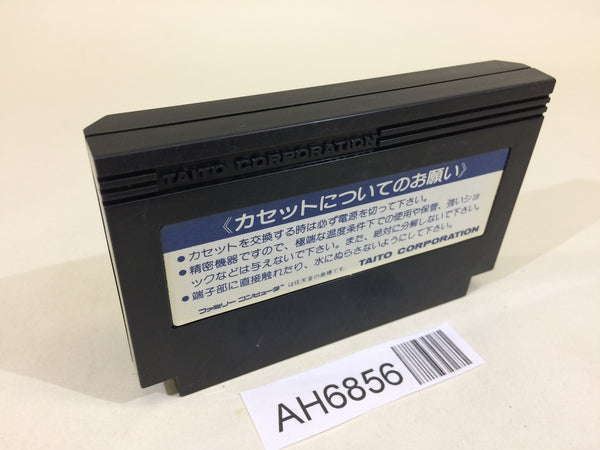 TAITO CORPORATION
《カセットについてのお願い》
● カセットを交換する時は必ず電源を切って下さい。
● 精密機器ですので、極端な温度条件下での使用や保管、強いショ
ックなどは与えないで下さい。また、絶対に分解しないで下さい。
● 端子部に直接触れたり、水にぬらさないようにして下さい。
ファミリーコンピュータ™ は任天堂の商標です。
TAITO CORPORATION
AH6856